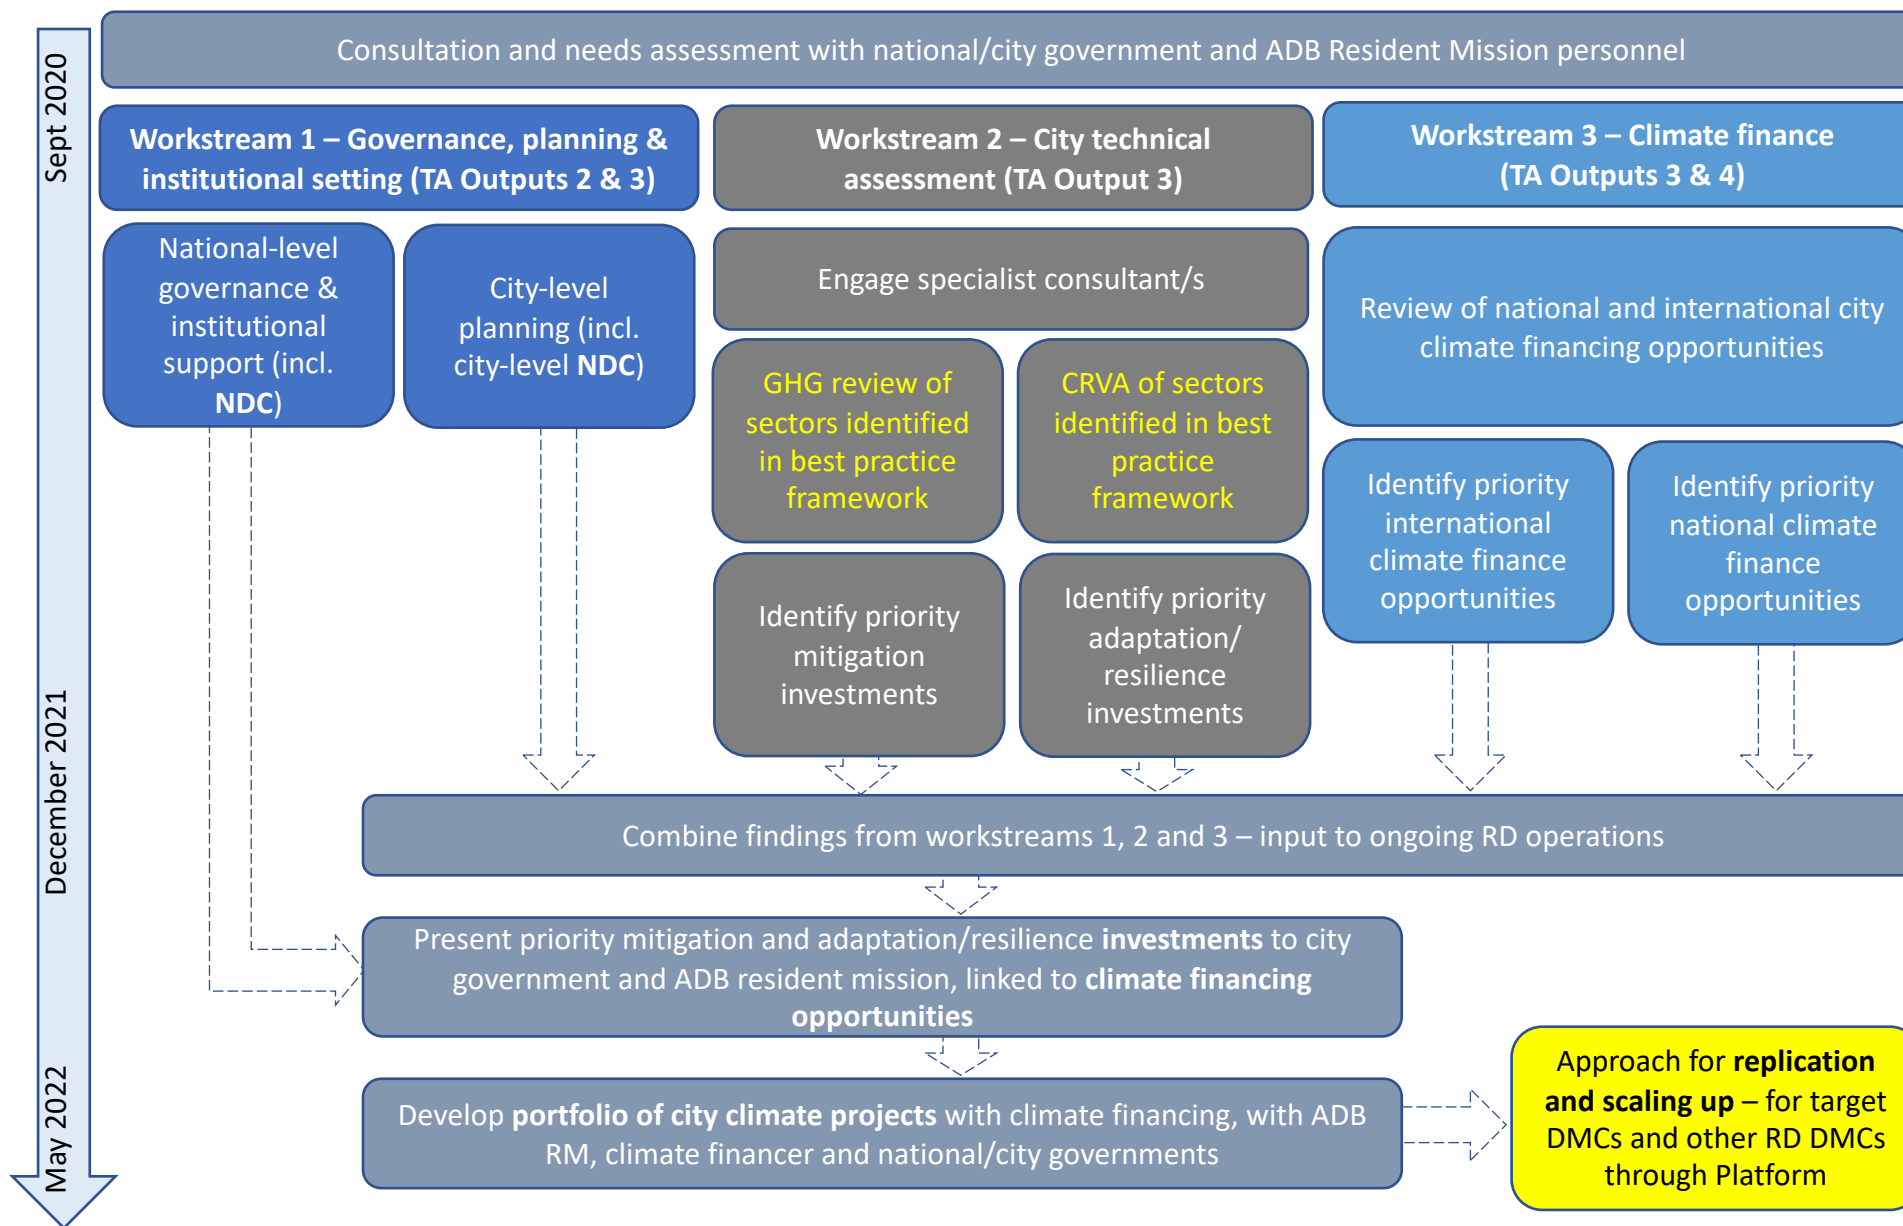 Consultation and needs assessment with national/city government and ADB Resident Mission personnel
Sept 2020
Workstream 1 – Governance, planning &
institutional setting (TA Outputs 2 & 3)
Workstream 2 – City technical
assessment (TA Output 3)
Workstream 3 – Climate finance
(TA Outputs 3 & 4)
National-level
governance &
institutional
support (incl.
NDC)
City-level
planning (incl.
city-level NDC)
Engage specialist consultant/s
GHG review of
sectors identified
in best practice
framework
CRVA of sectors
identified in best
practice
framework
Identify priority
mitigation
investments
Identify priority
adaptation/
resilience
investments
Review of national and international city
climate financing opportunities
Identify priority
international
climate finance
opportunities
Identify priority
national climate
finance
opportunities
December 2021
Combine findings from workstreams 1, 2 and 3 – input to ongoing RD operations
Present priority mitigation and adaptation/resilience investments to city
government and ADB resident mission, linked to climate financing
opportunities
May 2022
Develop portfolio of city climate projects with climate financing, with ADB
RM, climate financer and national/city governments
Approach for replication
and scaling up – for target
DMCs and other RD DMCs
through Platform